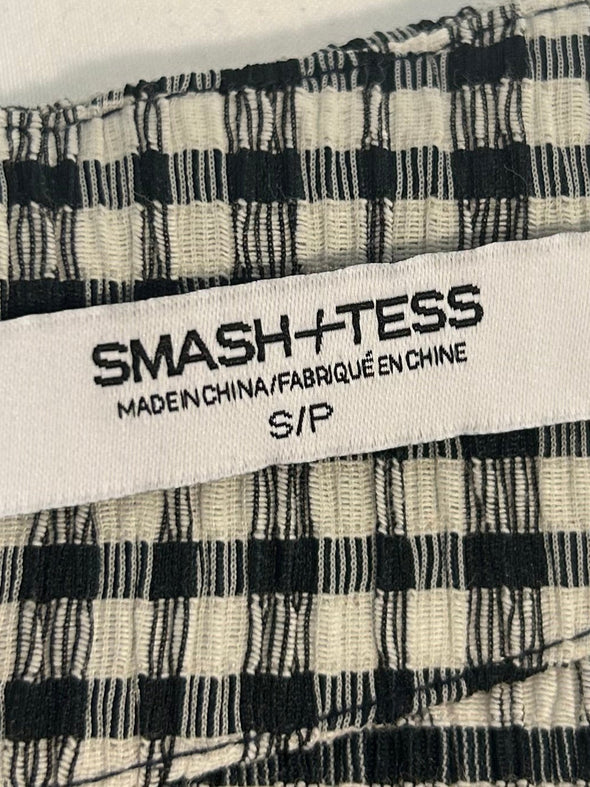 SMASH+TESS
MADE IN CHINA/FABRIQUÉ EN CHINE
S/P